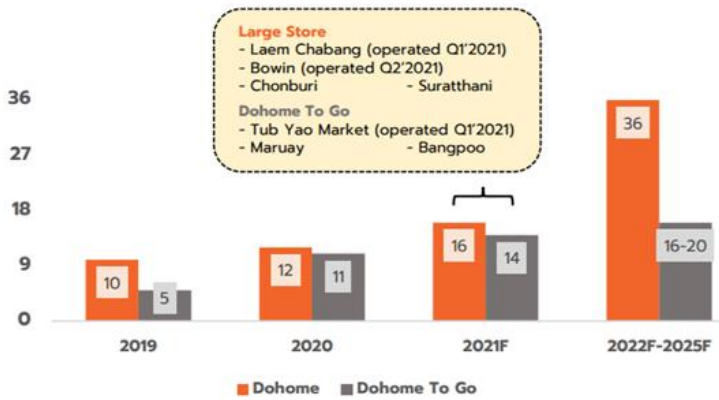 Large Store
- Laem Chabang (operated Q1'2021)
- Bowin (operated Q2'2021)
- Chonburi - Suratthani
Dohome To Go
- Tub Yao Market (operated Q1'2021)
- Maruay - Bangpoo
36
27
18
9
0
10
5
12
11
16
14
36
16-20
2019
2020
2021F
2022F-2025F
Dohome
Dohome To Go